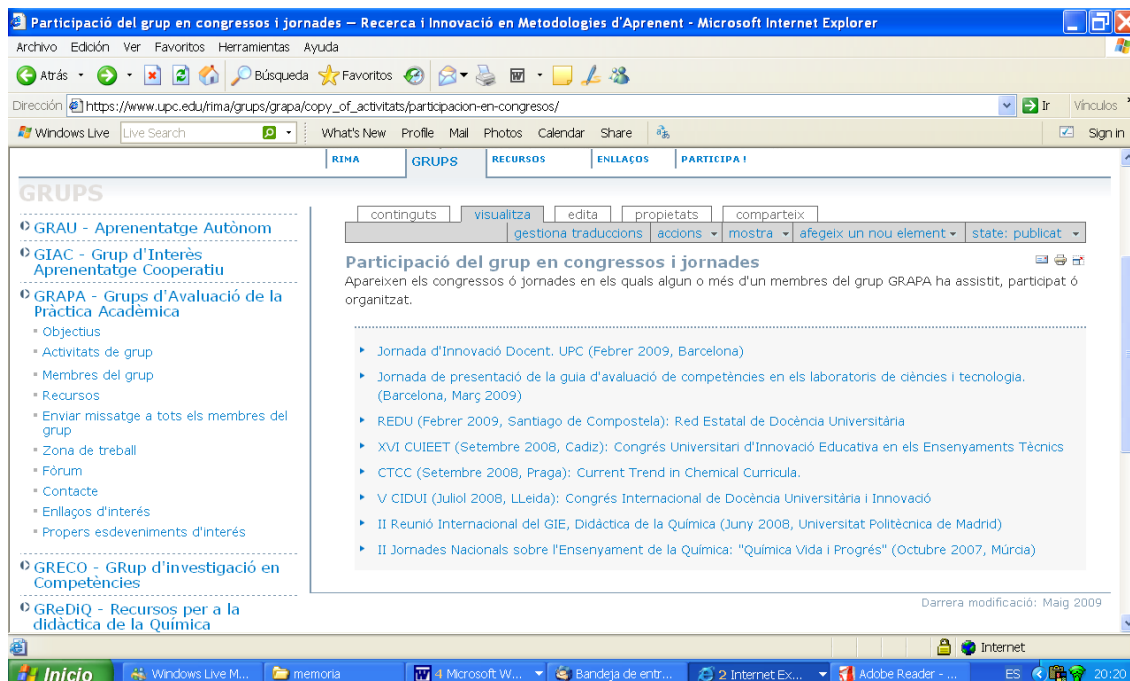 Participació del grup en congressos i jornades — Recerca i Innovació en Metodologies d'Aprenent - Microsoft Internet Explorer
Archivo Edición Ver Favoritos Herramientas Ayuda
Atrás Búsqueda Favoritos
Dirección https://www.upc.edu/rima/grups/grapa/copy_of_activitats/participacion-en-congresos/ Ir Vínculos
Windows Live Live Search What's New Profile Mail Photos Calendar Share Sign in
RIMA GRUPS RECURSOS ENLLAÇOS PARTICIPA!
GRUPS
GRAU - Aprenentatge Autònom
GIAC - Grup d'Interès
Aprenentatge Cooperatiu
GRAPA - Grups d'Avaluació de la
Pràctica Acadèmica
Objectius
Activitats de grup
Membres del grup
Recursos
Enviar missatge a tots els membres del
grup
Zona de treball
Fòrum
Contacte
Enllaços d'interés
Propers esdeveniments d'interés
GRECO - GRup d'investigació en
Competències
GReDiQ - Recursos per a la
didàctica de la Química
continguts visualitza edita propietats comparteix
gestiona traduccions accions mostra afegeix un nou element state: publicat
Participació del grup en congressos i jornades
Apareixen els congressos ó jornades en els quals algun o més d'un membres del grup GRAPA ha assistit, participat ó
organitzat.
Jornada d'Innovació Docent. UPC (Febrer 2009, Barcelona)
Jornada de presentació de la guia d'avaluació de competències en els laboratoris de ciències i tecnologia.
(Barcelona, Març 2009)
REDU (Febrer 2009, Santiago de Compostela): Red Estatal de Docència Universitària
XVI CUIEET (Setembre 2008, Cadiz): Congrés Universitari d'Innovació Educativa en els Ensenyaments Tècnics
CTCC (Setembre 2008, Praga): Current Trend in Chemical Curricula.
V CIDUI (Juliol 2008, LLeida): Congrés Internacional de Docència Universitària i Innovació
II Reunió Internacional del GIE, Didáctica de la Química (Juny 2008, Universitat Politècnica de Madrid)
II Jornades Nacionals sobre l'Ensenyament de la Química: "Química Vida i Progrés" (Octubre 2007, Múrcia)
Darrera modificació: Maig 2009
Internet
Inicio Windows Live M... memoria 4 Microsoft W... Bandeja de entr... 2 Internet Ex... Adobe Reader - ... ES 20:20